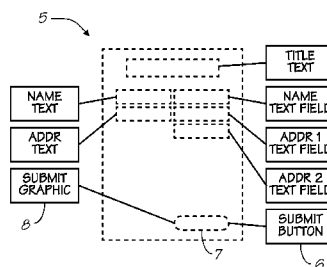 5
TITLE
TEXT
NAME
TEXT
NAME
TEXT FIELD
ADDR
TEXT
ADDR 1
TEXT FIELD
SUBMIT
GRAPHIC
ADDR 2
TEXT FIELD
8
7
SUBMIT
BUTTON
6